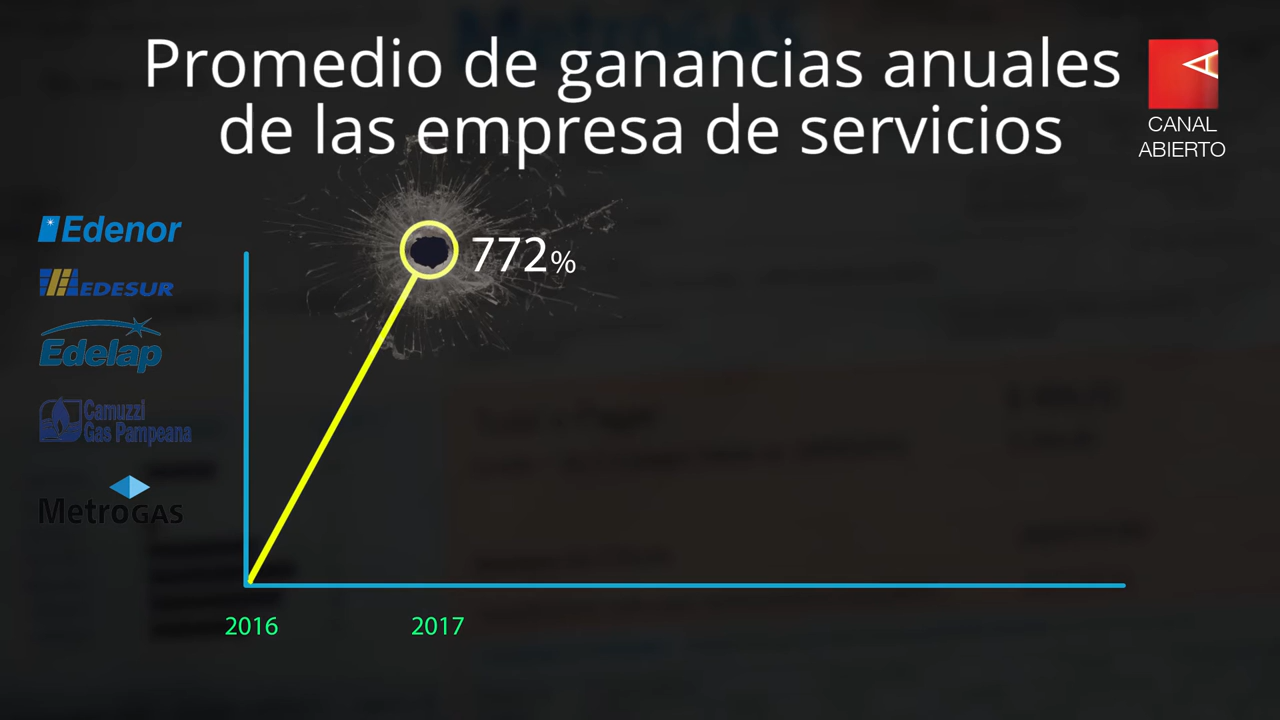 Promedio de ganancias anuales
de las empresa de servicios
CANAL
ABIERTO
Edenor
EDESUR
Edelap
Camuzzi
Gas Pampeana
MetroGAS
772%
2016
2017